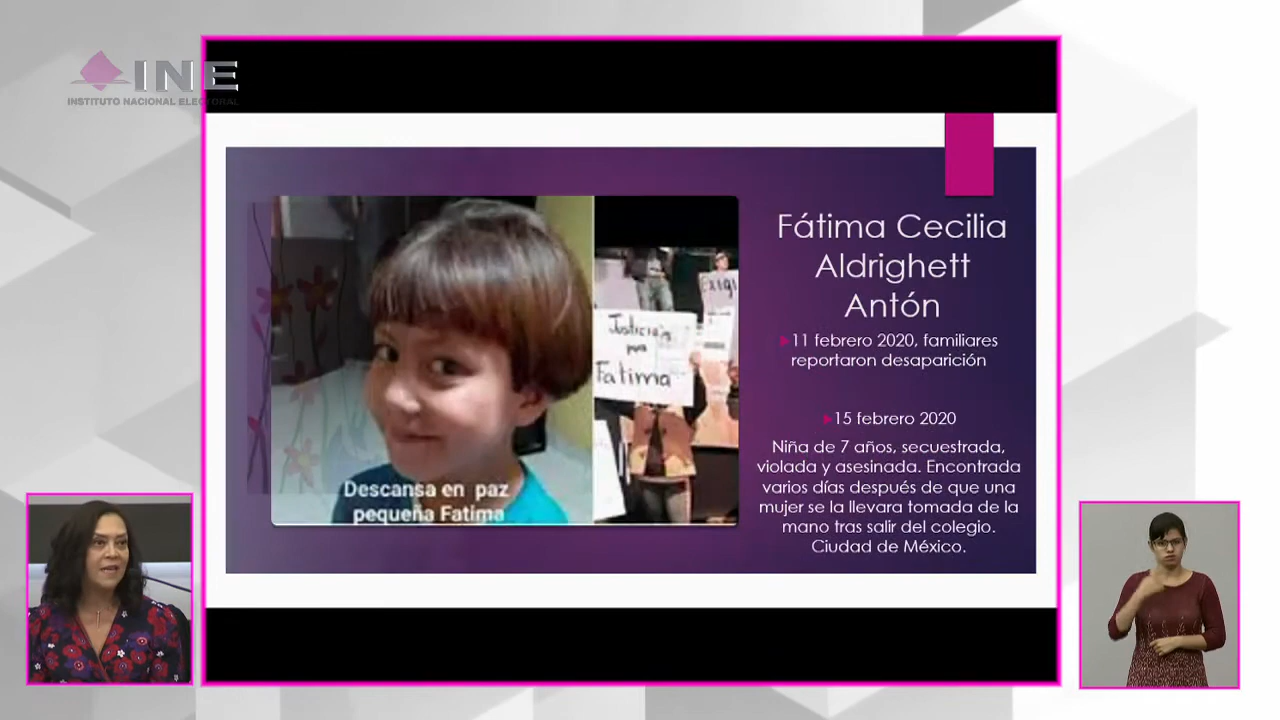 INE
INSTITUTO NACIONAL ELECTORAL
Fátima Cecilia
Aldrighett
Antón
11 febrero 2020, familiares
reportaron desaparición
15 febrero 2020
Niña de 7 años, secuestrada,
violada y asesinada. Encontrada
varios días después de que una
mujer se la llevara tomada de la
mano tras salir del colegio.
Ciudad de México.
Descansa en paz
pequeña Fatima
Justicia
por
Fatima